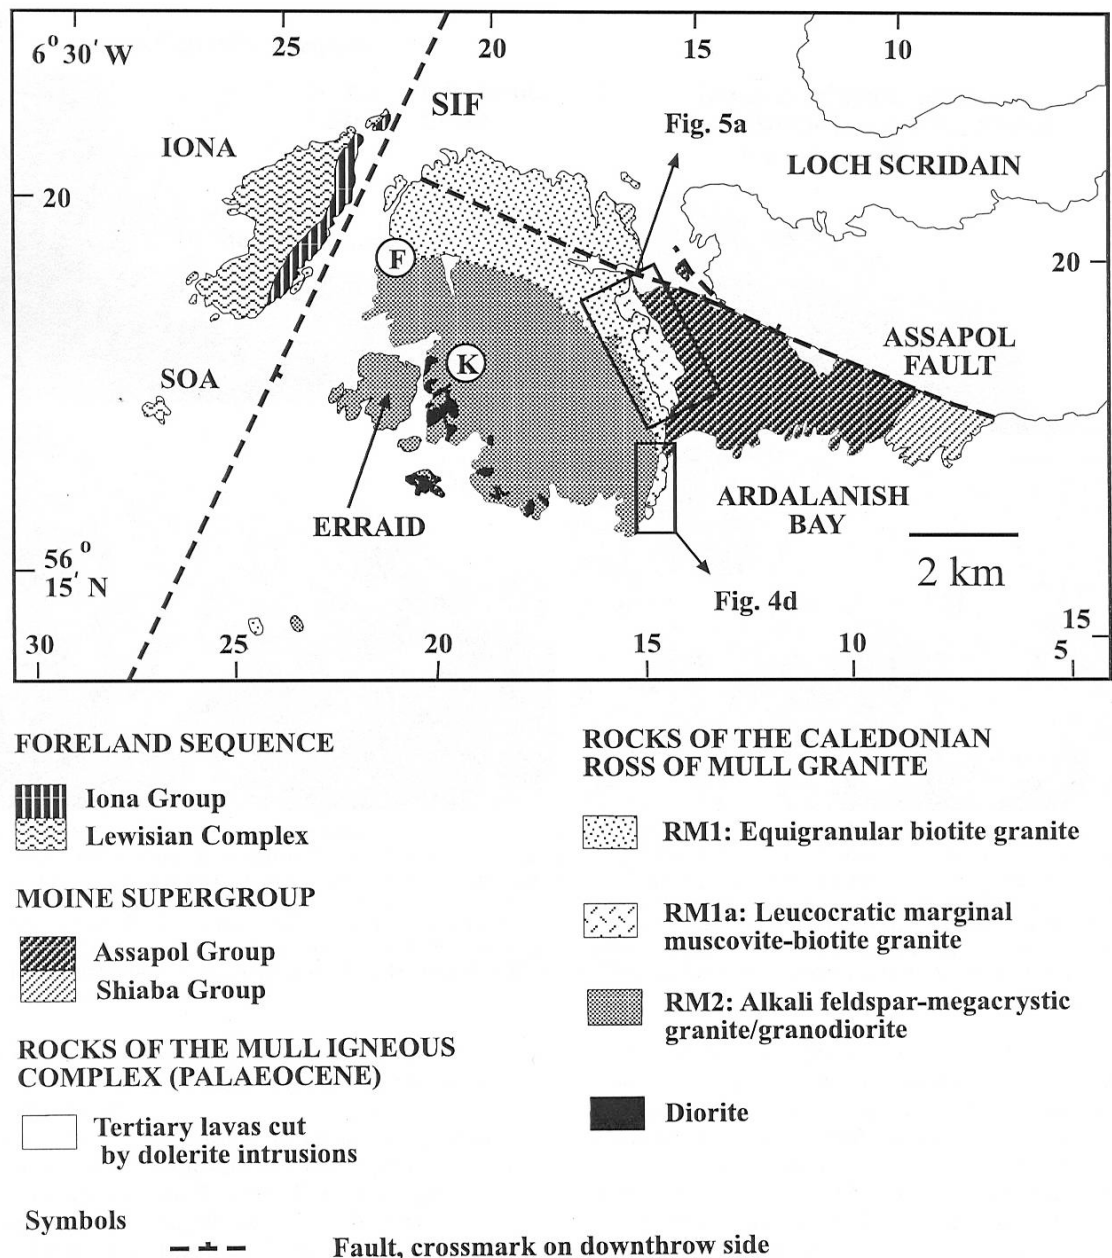 6° 30' W
25
20
15
10
SIF
Fig. 5a
IONA
LOCH SCRIDAIN
20
F
20
ASSAPOL
FAULT
K
SOA
ARDALANISH
BAY
ERRAID
2 km
56°
15' N
Fig. 4d
30
25
20
15
10
15
5
FORELAND SEQUENCE
Iona Group
Lewisian Complex
MOINE SUPERGROUP
Assapol Group
Shiaba Group
ROCKS OF THE MULL IGNEOUS
COMPLEX (PALAEOCENE)
Tertiary lavas cut
by dolerite intrusions
ROCKS OF THE CALEDONIAN
ROSS OF MULL GRANITE
RM1: Equigranular biotite granite
RM1a: Leucocratic marginal
muscovite-biotite granite
RM2: Alkali feldspar-megacrystic
granite/granodiorite
Diorite
Symbols
Fault, crossmark on downthrow side